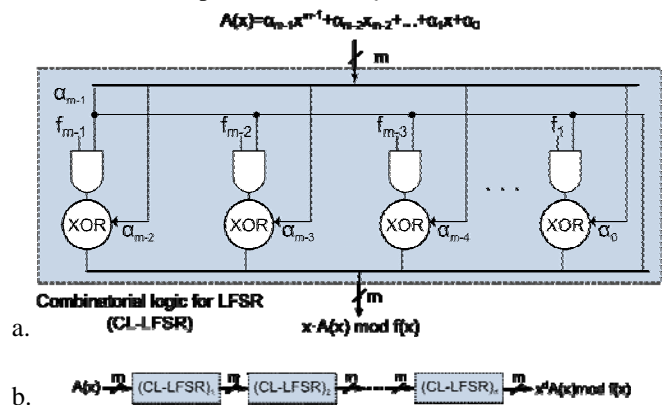 A(x)=α_{m-1}x^{m-1}+α_{m-2}x_{m-2}+...+α_1x+α_0
m
α_{m-1}
f_{m-1} f_{m-2} f_{m-3} f_1
. . .
XOR α_{m-2} XOR α_{m-3} XOR α_{m-4} XOR α_0
m
Combinatorial logic for LFSR
(CL-LFSR)
x·A(x) mod f(x)
a.
b. A(x) m (CL-LFSR)_1 m (CL-LFSR)_2 m m (CL-LFSR) m x^dA(x)mod f(x)